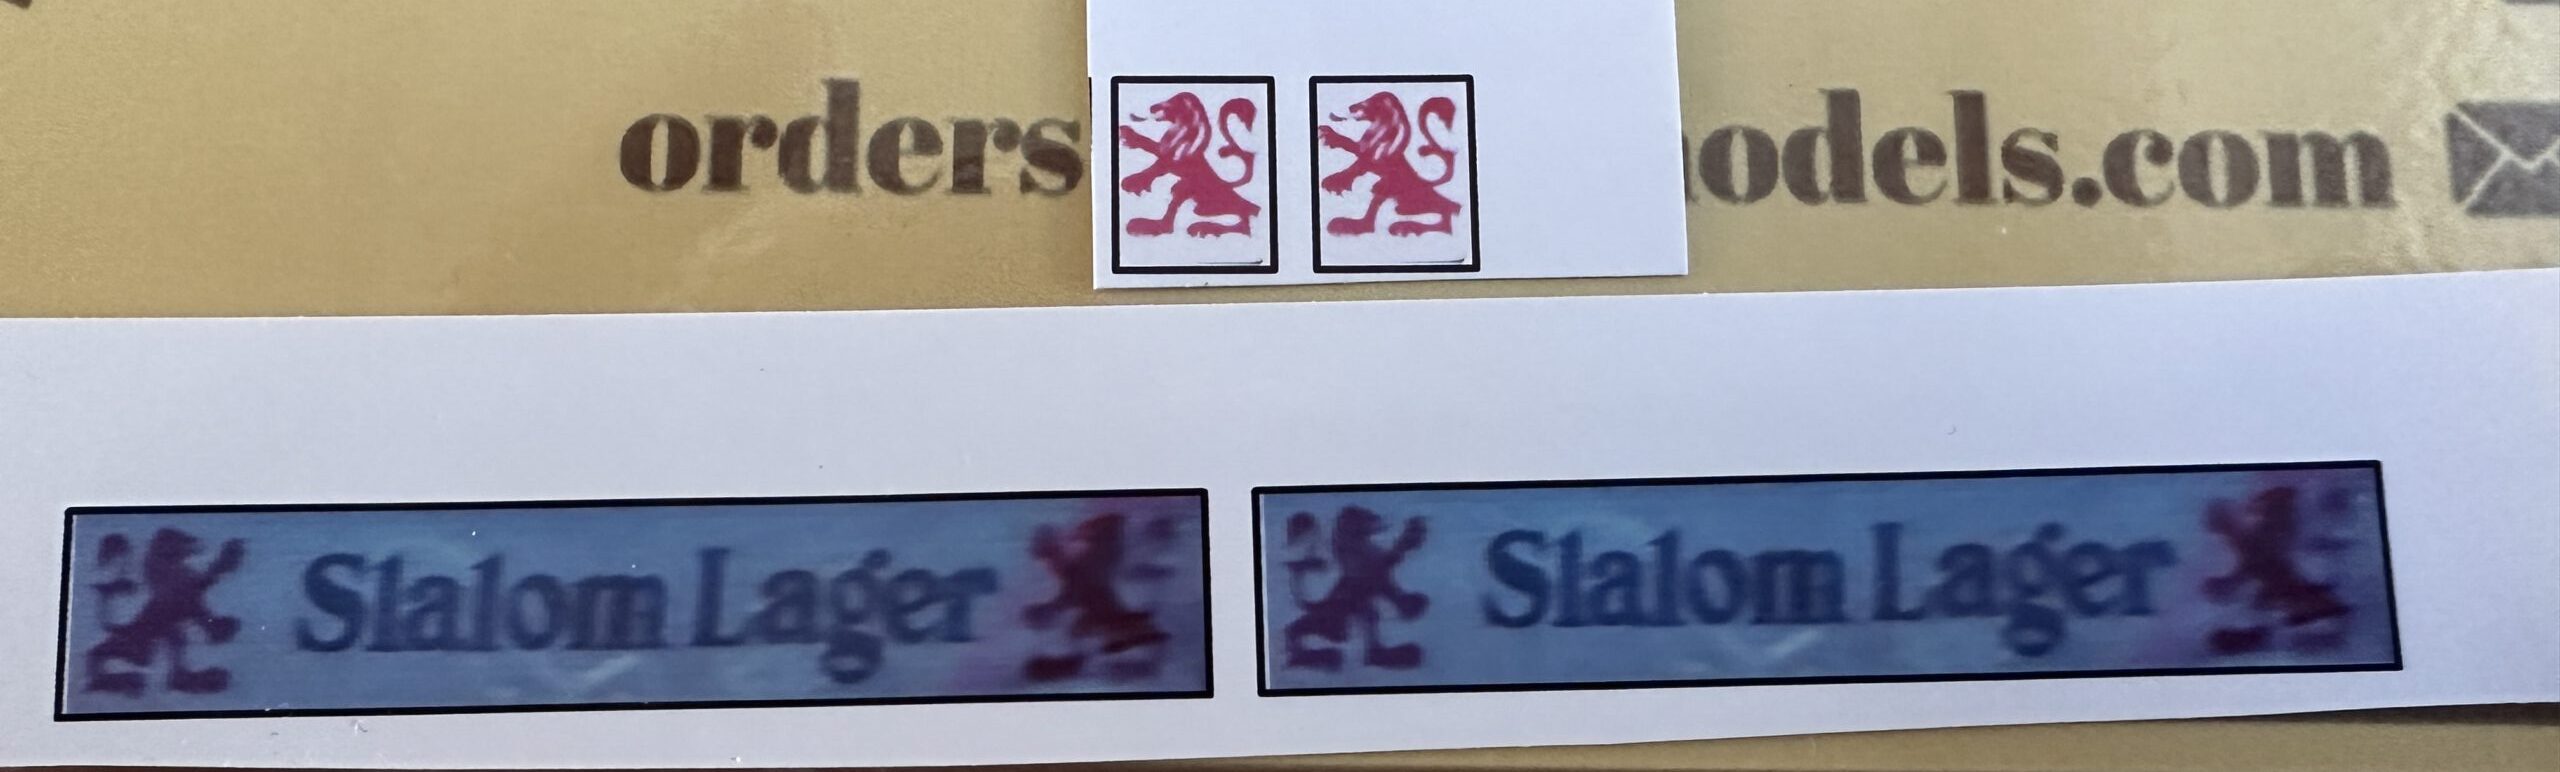 orders
odels.com
Slalom Lager
Slalom Lager